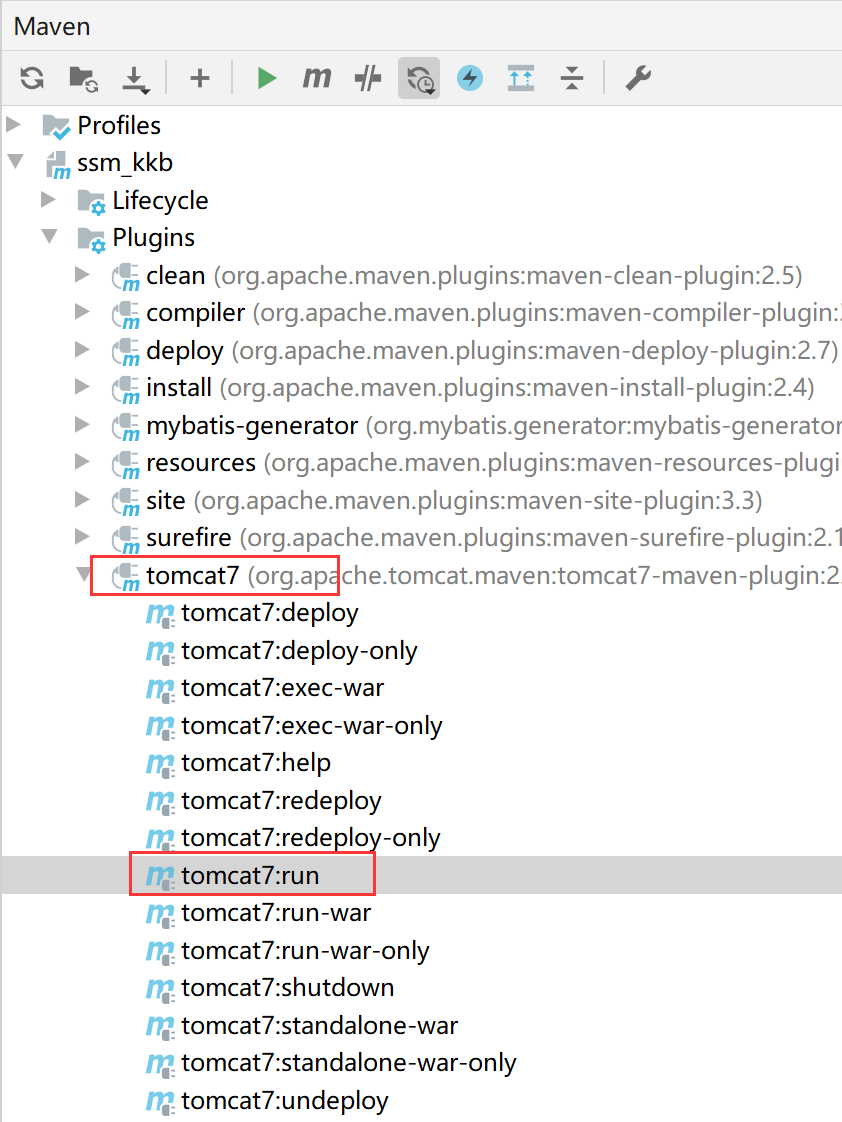 Maven
Profiles
ssm_kkb
Lifecycle
Plugins
clean (org.apache.maven.plugins:maven-clean-plugin:2.5)
compiler (org.apache.maven.plugins:maven-compiler-plugin:
deploy (org.apache.maven.plugins:maven-deploy-plugin:2.7)
install (org.apache.maven.plugins:maven-install-plugin:2.4)
mybatis-generator (org.mybatis.generator:mybatis-generator
resources (org.apache.maven.plugins:maven-resources-plugi
site (org.apache.maven.plugins:maven-site-plugin:3.3)
surefire (org.apache.maven.plugins:maven-surefire-plugin:2.1
tomcat7 (org.apache.tomcat.maven:tomcat7-maven-plugin:2.
tomcat7:deploy
tomcat7:deploy-only
tomcat7:exec-war
tomcat7:exec-war-only
tomcat7:help
tomcat7:redeploy
tomcat7:redeploy-only
tomcat7:run
tomcat7:run-war
tomcat7:run-war-only
tomcat7:shutdown
tomcat7:standalone-war
tomcat7:standalone-war-only
tomcat7:undeploy